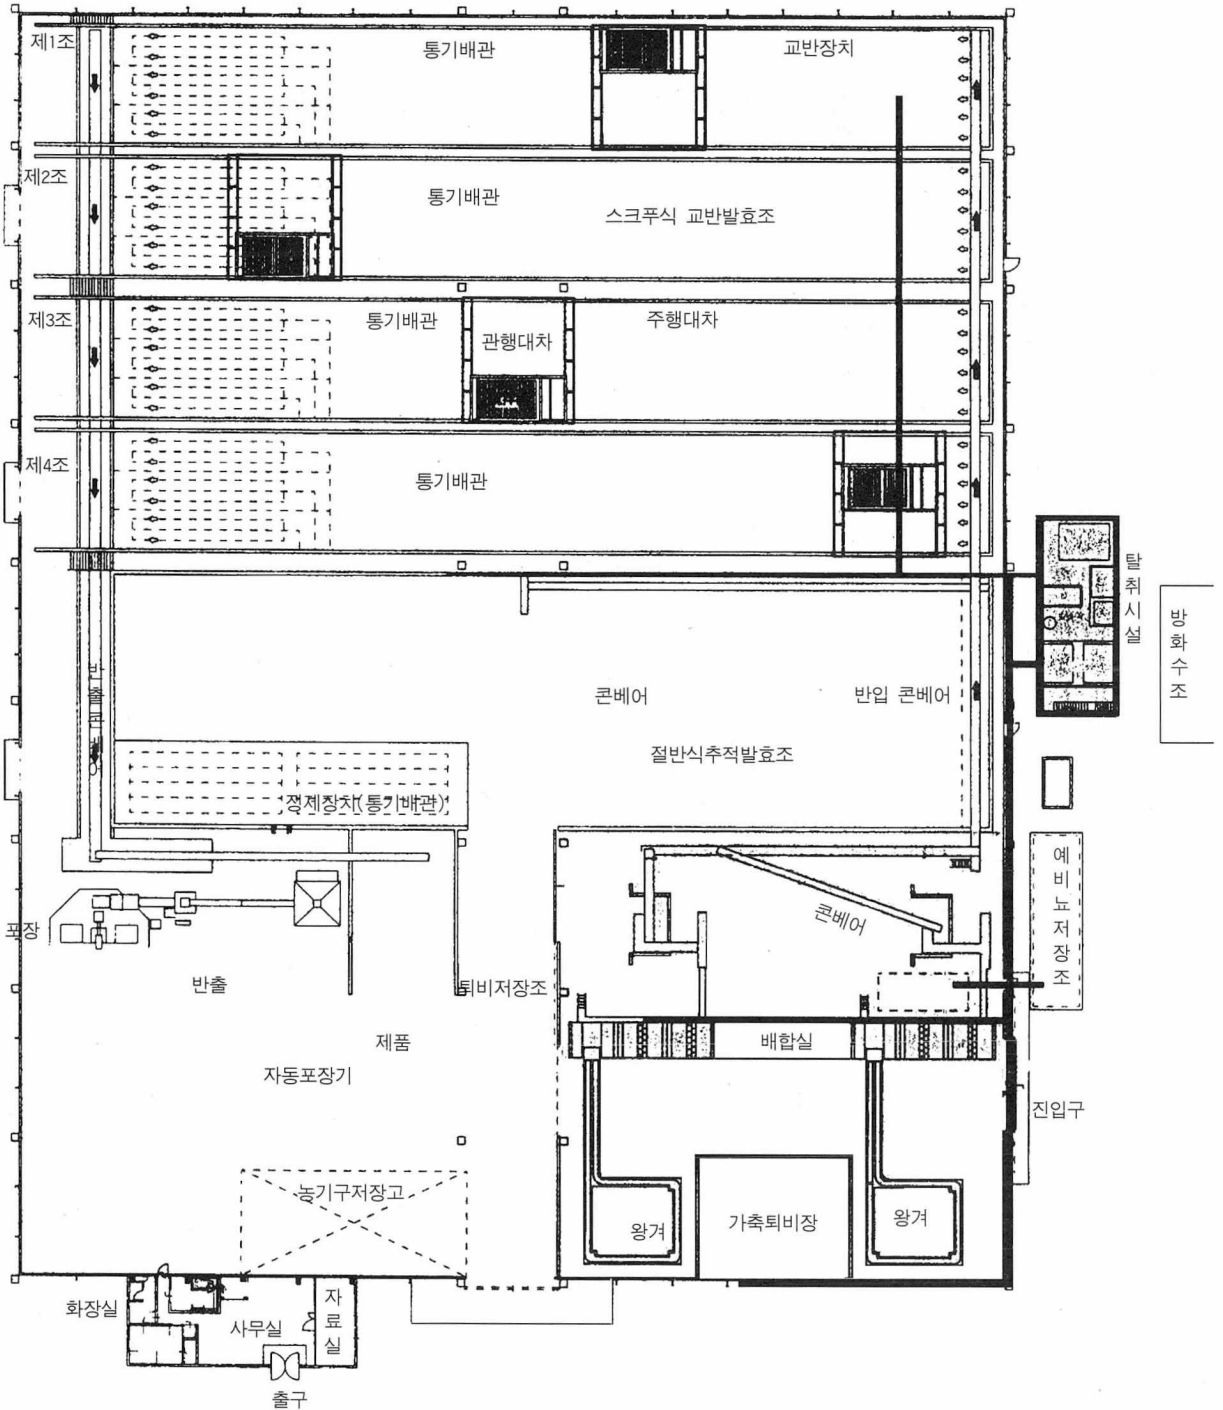 제1조
통기배관
교반장치
제2조
통기배관
스크푸식 교반발효조
제3조
통기배관
관행대차
주행대차
제4조
통기배관
탈취시설
방화수조
반출콘
콘베어
반입 콘베어
절반식추적발효조
정제장치(통기배관)
예비뇨저장조
콘베어
포장
반출
퇴비저장조
제품
배합실
자동포장기
진입구
농기구저장고
왕겨
가축퇴비장
왕겨
화장실
사무실
자료실
출구